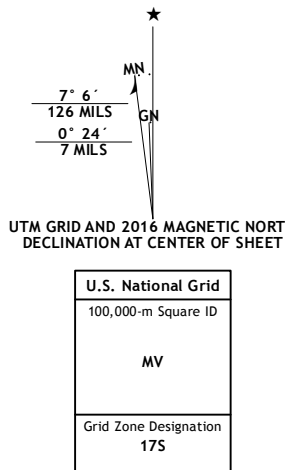 ★
MN
7° 6´
126 MILS
GN
0° 24´
7 MILS
UTM GRID AND 2016 MAGNETIC NORT
DECLINATION AT CENTER OF SHEET
U.S. National Grid
100,000-m Square ID
MV
Grid Zone Designation
17S